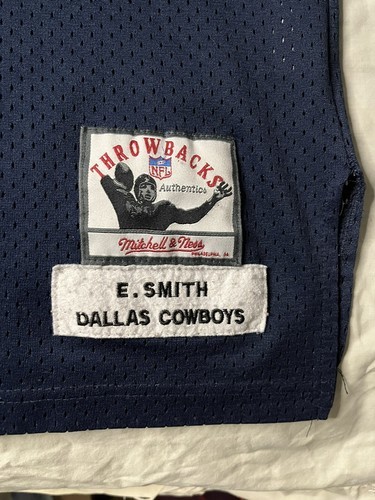 THROWBACKS
NFL
Authentics
Mitchell & Ness
PHILADELPHIA, PA
E. SMITH
DALLAS COWBOYS